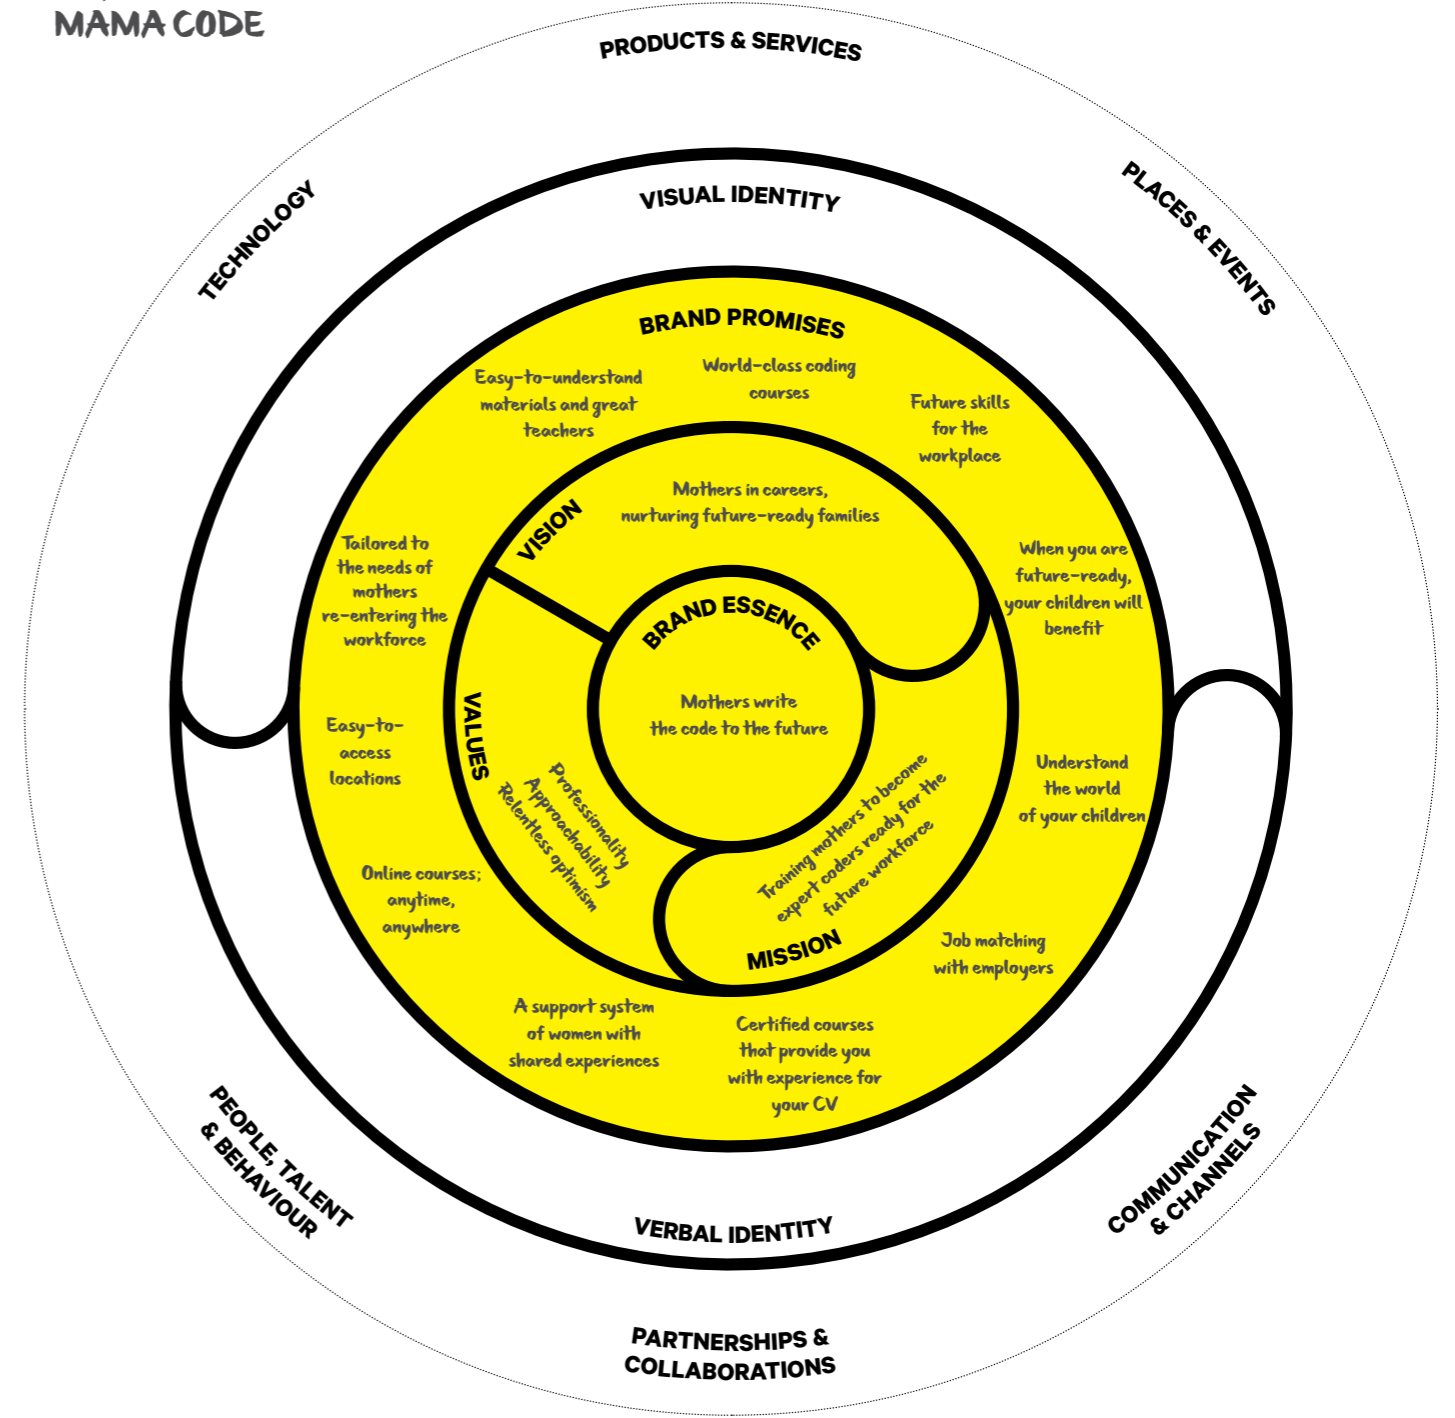 MAMA CODE
PRODUCTS & SERVICES
PLACES & EVENTS
TECHNOLOGY
VISUAL IDENTITY
BRAND PROMISES
Easy-to-understand
materials and great
teachers
World-class coding
courses
Future skills
for the
workplace
When you are
future-ready,
your children will
benefit
Understand
the world
of your children
Job matching
with employers
Certified courses
that provide you
with experience for
your CV
A support system
of women with
shared experiences
Online courses;
anytime,
anywhere
Easy-to-
access
locations
Tailored to
the needs of
mothers
re-entering the
workforce
VISION
Mothers in careers,
nurturing future-ready families
BRAND ESSENCE
Mothers write
the code to the future
VALUES
Professionality
Approachability
Relentless optimism
Training mothers to become
expert coders ready for the
future workforce
MISSION
VERBAL IDENTITY
PEOPLE, TALENT
& BEHAVIOUR
COMMUNICATION
& CHANNELS
PARTNERSHIPS &
COLLABORATIONS